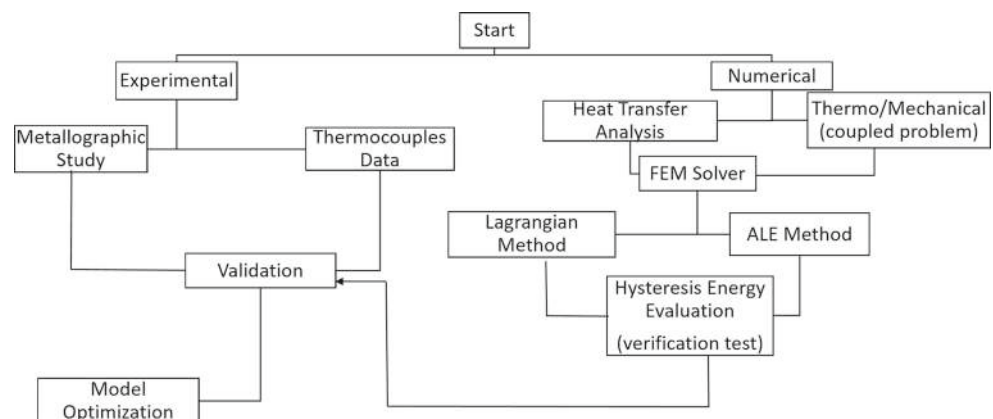 Start
Experimental
Numerical
Metallographic
Study
Thermocouples
Data
Heat Transfer
Analysis
Thermo/Mechanical
(coupled problem)
FEM Solver
Lagrangian
Method
ALE Method
Validation
Hysteresis Energy
Evaluation
(verification test)
Model
Optimization